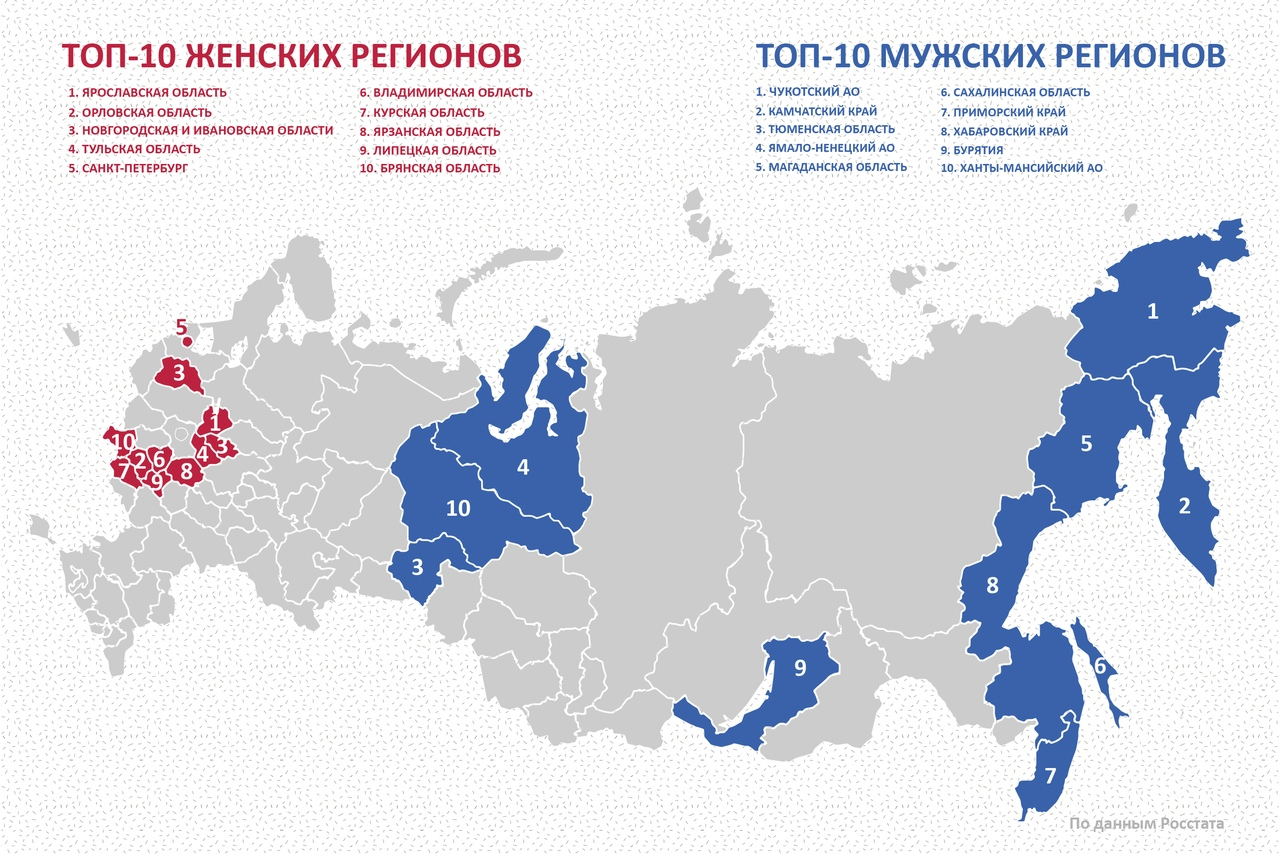 ТОП-10 ЖЕНСКИХ РЕГИОНОВ
1. ЯРОСЛАВСКАЯ ОБЛАСТЬ
2. ОРЛОВСКАЯ ОБЛАСТЬ
3. НОВГОРОДСКАЯ И ИВАНОВСКАЯ ОБЛАСТИ
4. ТУЛЬСКАЯ ОБЛАСТЬ
5. САНКТ-ПЕТЕРБУРГ
6. ВЛАДИМИРСКАЯ ОБЛАСТЬ
7. КУРСКАЯ ОБЛАСТЬ
8. ЯРЗАНСКАЯ ОБЛАСТЬ
9. ЛИПЕЦКАЯ ОБЛАСТЬ
10. БРЯНСКАЯ ОБЛАСТЬ
ТОП-10 МУЖСКИХ РЕГИОНОВ
1. ЧУКОТСКИЙ АО
2. КАМЧАТСКИЙ КРАЙ
3. ТЮМЕНСКАЯ ОБЛАСТЬ
4. ЯМАЛО-НЕНЕЦКИЙ АО
5. МАГАДАНСКАЯ ОБЛАСТЬ
6. САХАЛИНСКАЯ ОБЛАСТЬ
7. ПРИМОРСКИЙ КРАЙ
8. ХАБАРОВСКИЙ КРАЙ
9. БУРЯТИЯ
10. ХАНТЫ-МАНСИЙСКИЙ АО
5
3
1
10
2
6
4
3
7
9
8
4
10
3
1
5
2
8
9
6
7
По данным Росстата